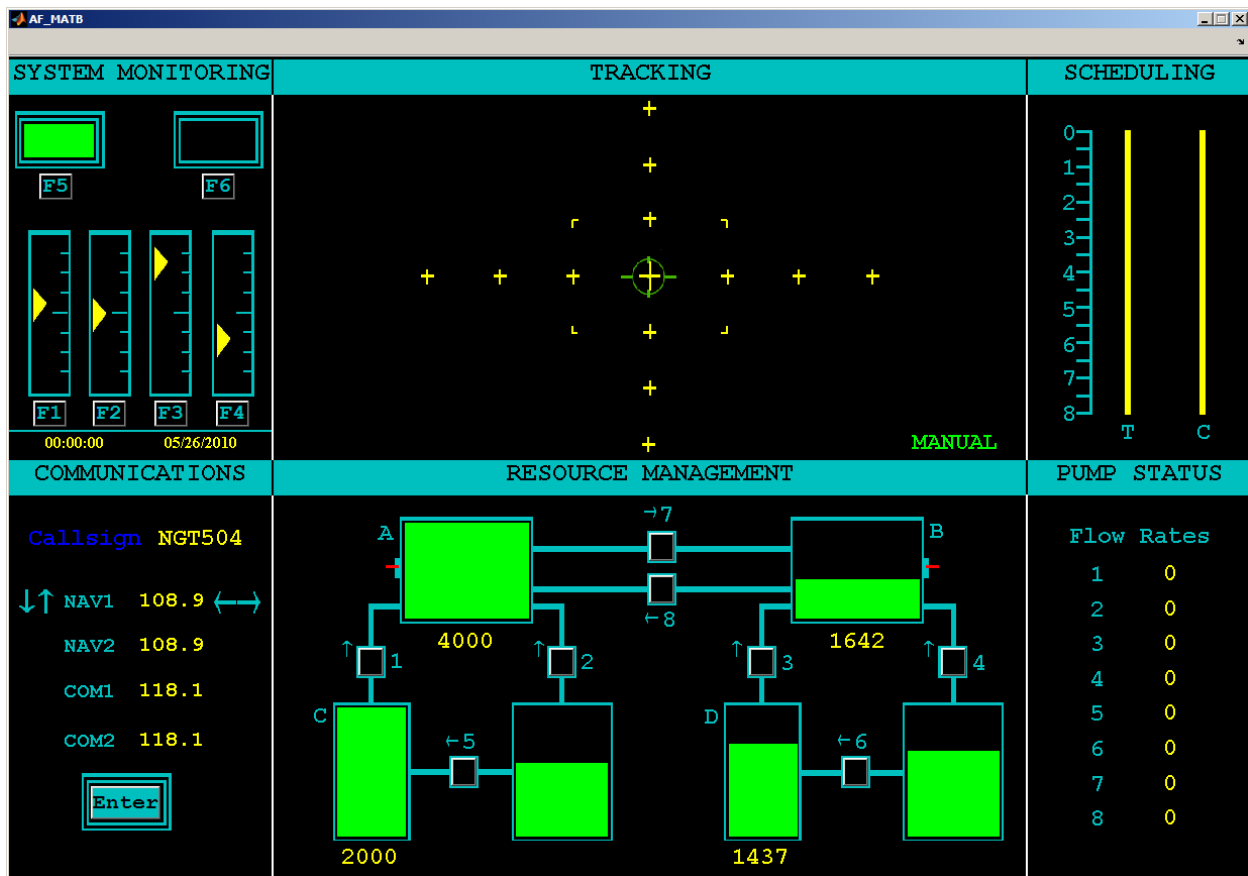 AF_MATB
SYSTEM MONITORING
F5 F6
F1 F2 F3 F4
00:00:00 05/26/2010
TRACKING
MANUAL
SCHEDULING
0
1
2
3
4
5
6
7
8
T C
COMMUNICATIONS
Callsign NGT504
↓↑ NAV1 108.9 ←→
NAV2 108.9
COM1 118.1
COM2 118.1
Enter
RESOURCE MANAGEMENT
→7
A B
←8
4000 1642
↑ 1 ↑ 2 ↑ 3 ↑ 4
C D
←5 ←6
2000 1437
PUMP STATUS
Flow Rates
1 0
2 0
3 0
4 0
5 0
6 0
7 0
8 0